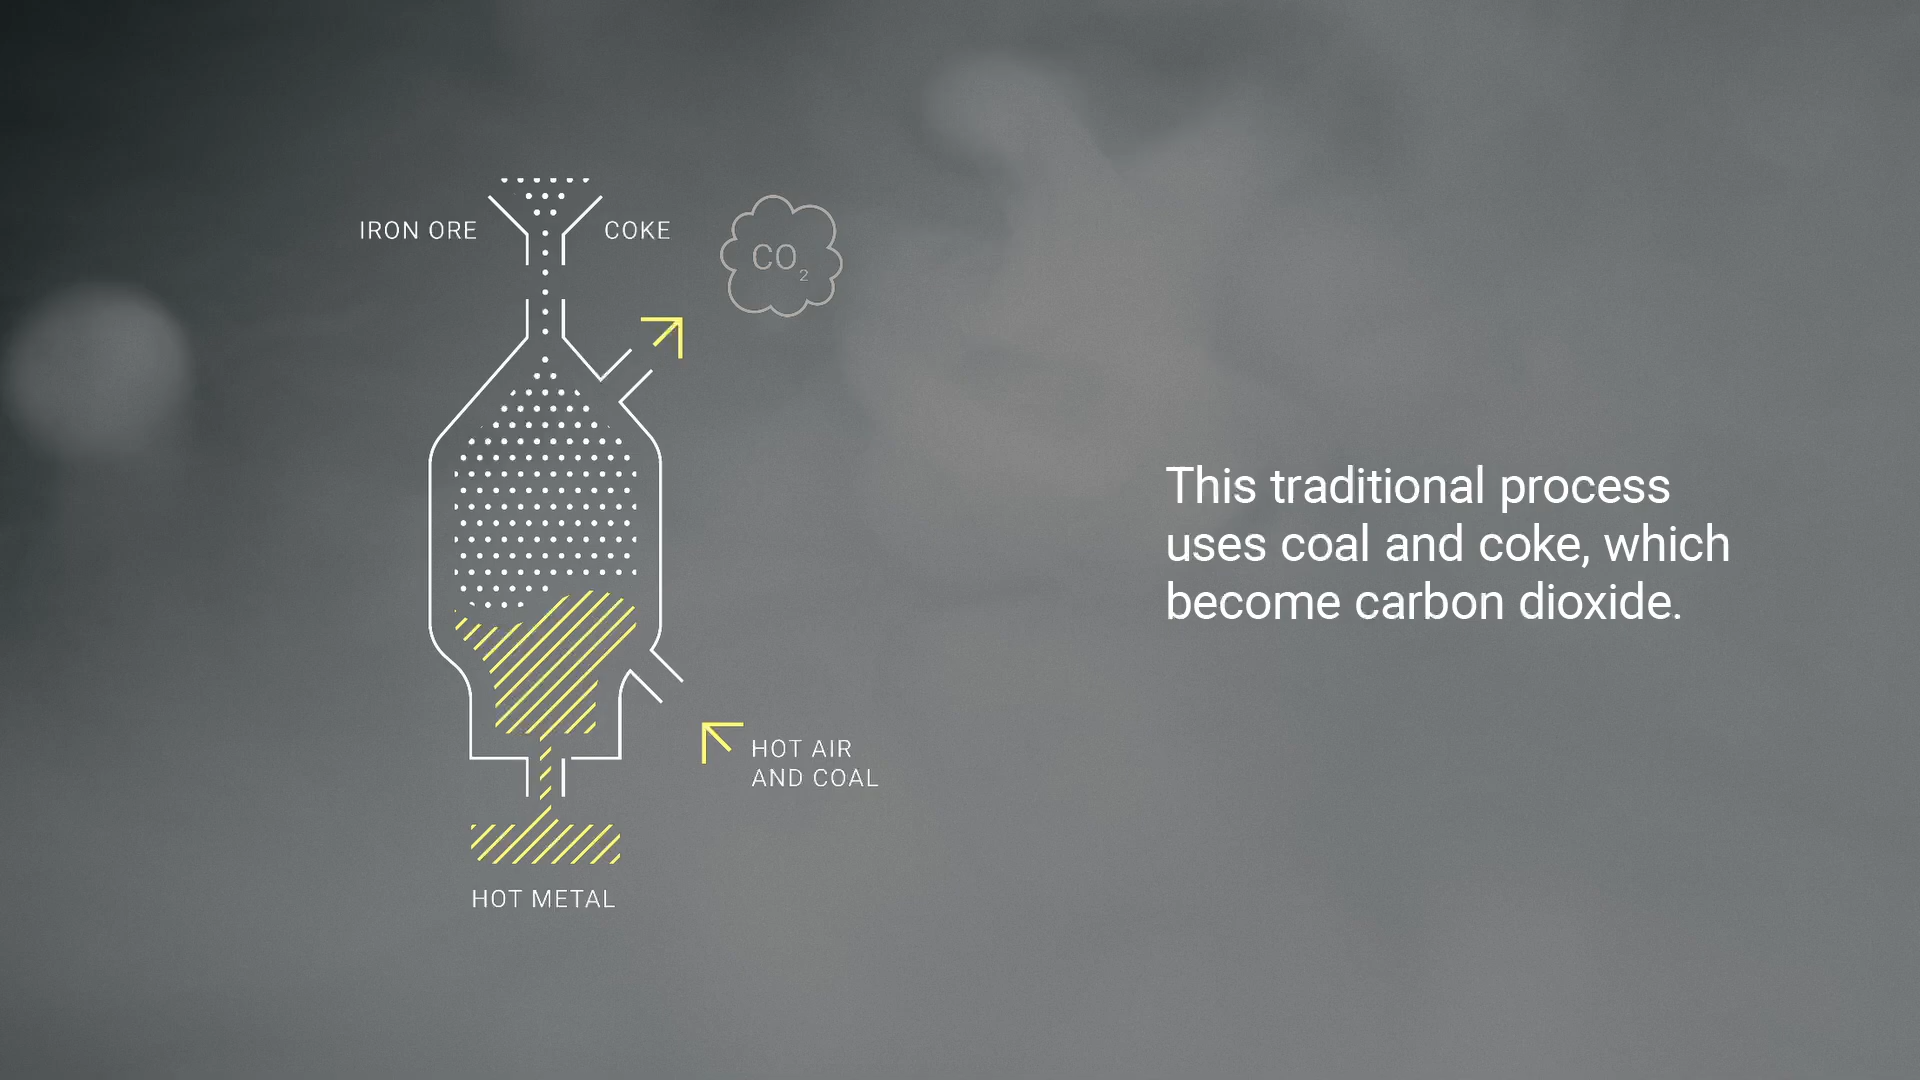 IRON ORE
COKE
CO₂
This traditional process
uses coal and coke, which
become carbon dioxide.
HOT AIR
AND COAL
HOT METAL